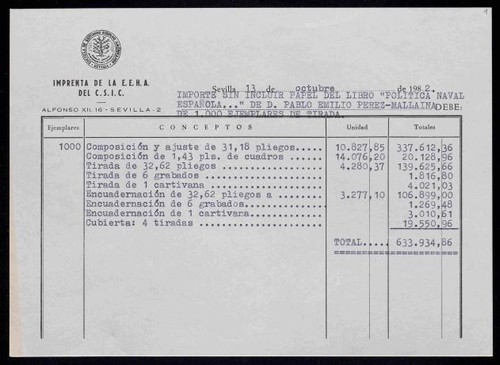 1
IMPRENTA DE LA E.E.H.A.
DEL C.S.I.C.
ALFONSO XII, 16 - SEVILLA - 2
Sevilla, 13 de octubre de 1982.
IMPORTE SIN INCLUIR PAPEL DEL LIBRO "POLITICA NAVAL
ESPAÑOLA..." DE D. PABLO EMILIO PEREZ-MALLAINA DEBE:
DE 1.000 EJEMPLARES DE TIRADA.
Ejemplares CONCEPTOS Unidad Totales
1000 Composición y ajuste de 31,18 pliegos..... 10.827,85 337.612,36
Composición de 1,43 pls. de cuadros ....... 14.076,20 20.128,96
Tirada de 32,62 pliegos ................... 4.280,37 139.625,66
Tirada de 6 grabados ...................... 1.816,80
Tirada de 1 cartivana ..................... 4.021,03
Encuadernación de 32,62 pliegos a ......... 3.277,10 106.899,00
Encuadernación de 6 grabados............... 1.269,48
Encuadernación de 1 cartivana.............. 3.010,61
Cubierta: 4 tiradas ....................... 19.550,96
TOTAL..... 633.934,86